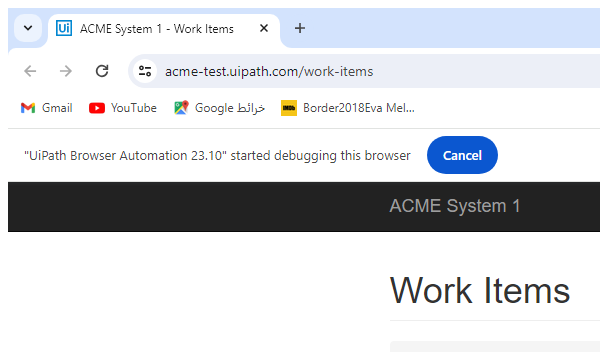 Ui ACME System 1 - Work Items
acme-test.uipath.com/work-items
Gmail YouTube خرائط Google IMDb Border2018Eva Mel...
"UiPath Browser Automation 23.10" started debugging this browser Cancel
ACME System 1
Work Items